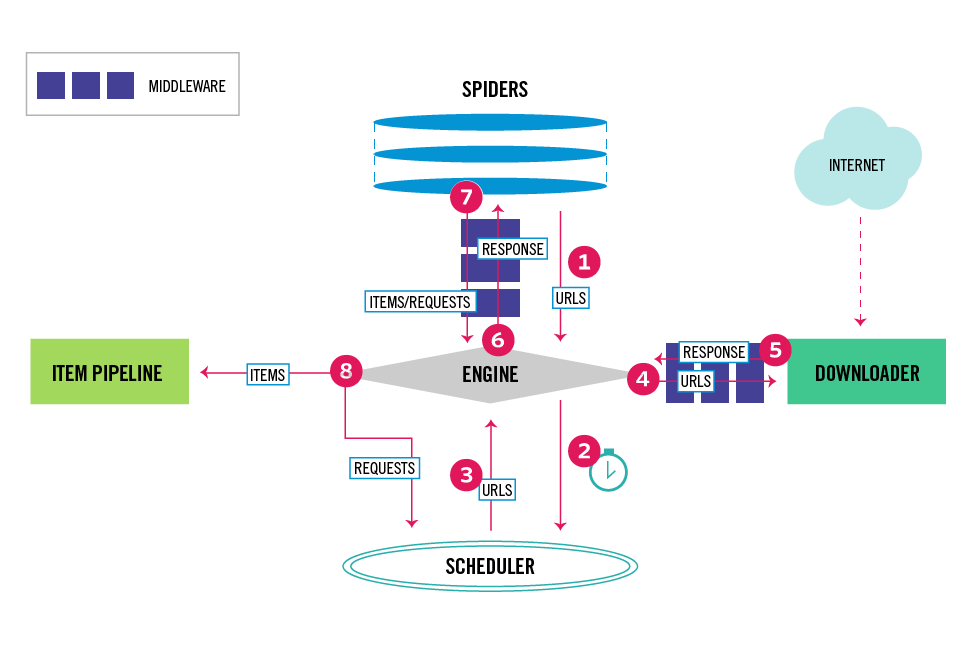 MIDDLEWARE
SPIDERS
INTERNET
7
RESPONSE
1
ITEMS/REQUESTS
URLS
6
ITEM PIPELINE
ITEMS
8
ENGINE
4
RESPONSE
5
URLS
DOWNLOADER
2
REQUESTS
3
URLS
SCHEDULER